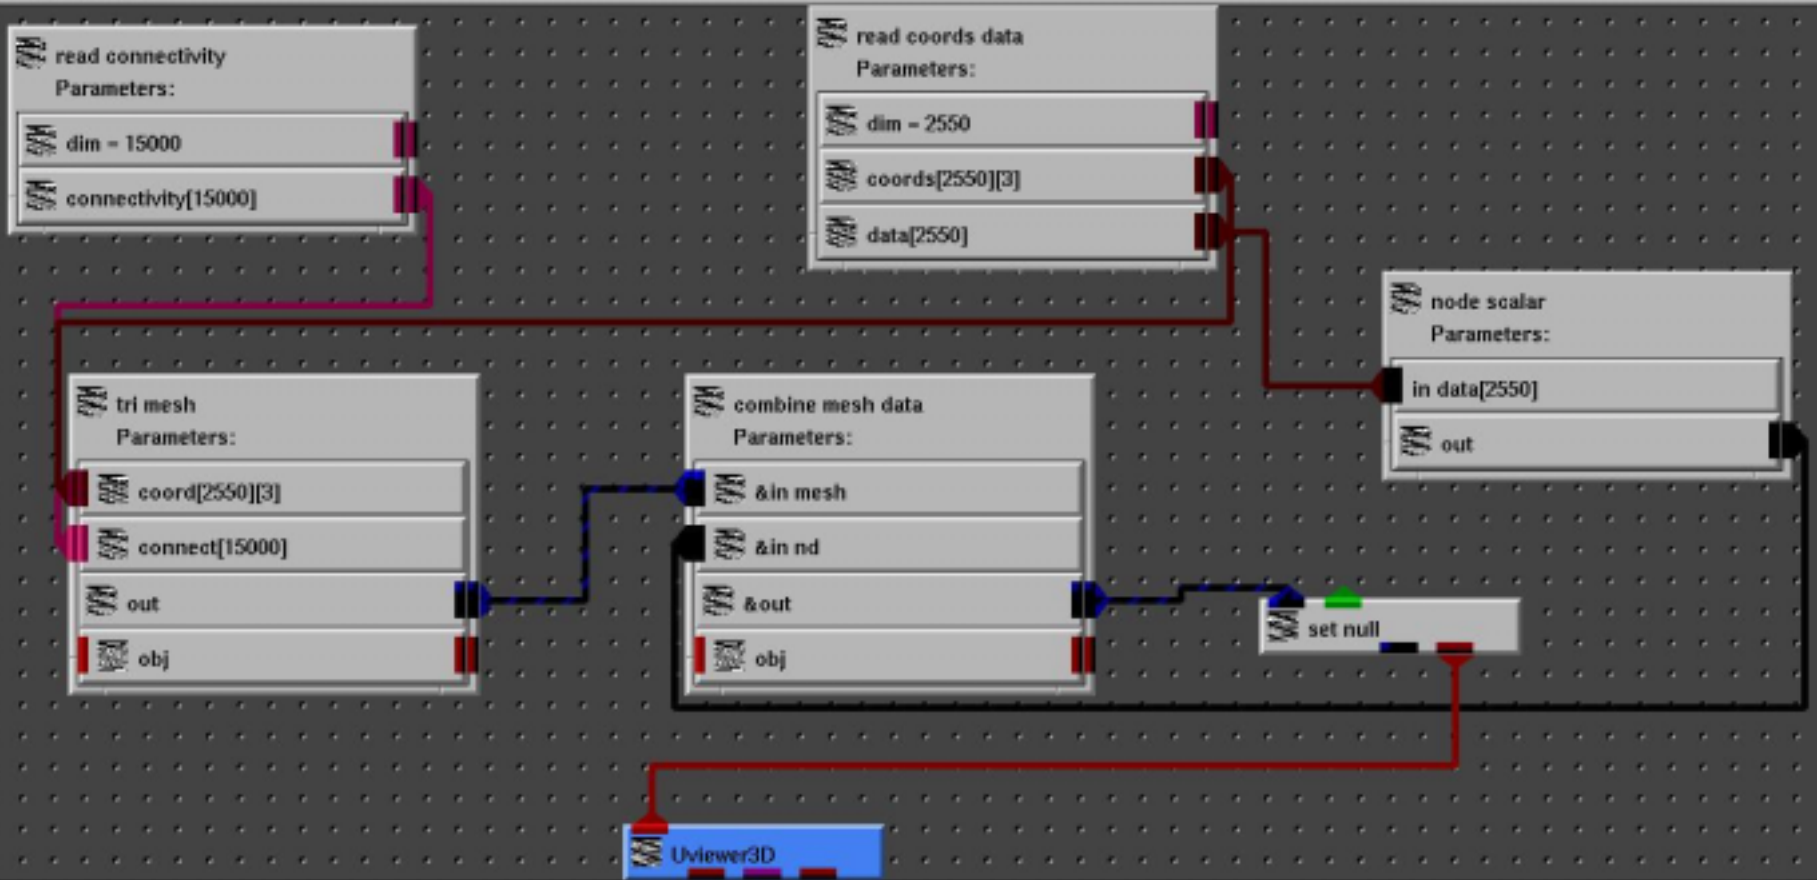 read connectivity
Parameters:
dim = 15000
connectivity[15000]
read coords data
Parameters:
dim = 2550
coords[2550][3]
data[2550]
node scalar
Parameters:
in data[2550]
out
tri mesh
Parameters:
coord[2550][3]
connect[15000]
out
obj
combine mesh data
Parameters:
&in mesh
&in nd
&out
obj
set null
Uviewer3D